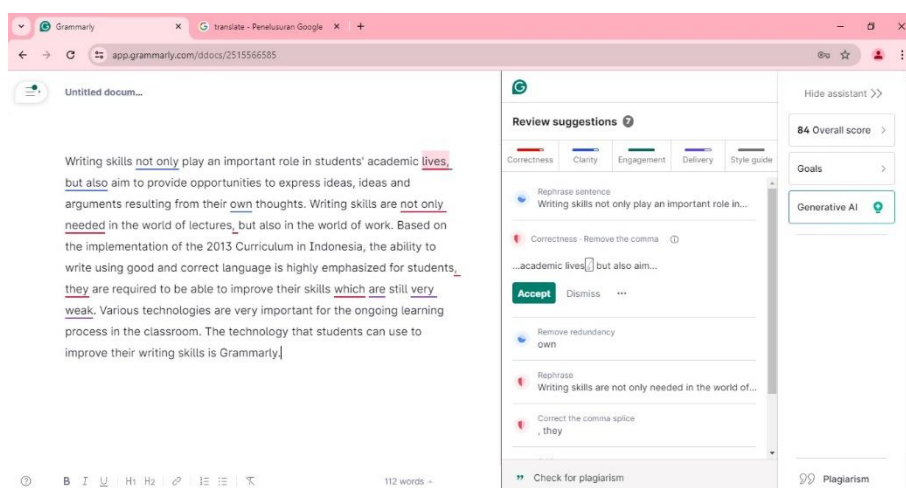 Grammarly
translate - Penelusuran Google
app.grammarly.com/ddocs/2515566585
Untitled docum...
Writing skills not only play an important role in students' academic lives,
but also aim to provide opportunities to express ideas, ideas and
arguments resulting from their own thoughts. Writing skills are not only
needed in the world of lectures, but also in the world of work. Based on
the implementation of the 2013 Curriculum in Indonesia, the ability to
write using good and correct language is highly emphasized for students,
they are required to be able to improve their skills which are still very
weak. Various technologies are very important for the ongoing learning
process in the classroom. The technology that students can use to
improve their writing skills is Grammarly.
B I U H1 H2
112 words
Review suggestions 7
Correctness Clarity Engagement Delivery Style guide
Rephrase sentence
Writing skills not only play an important role in...
Correctness · Remove the comma
...academic lives, but also aim...
Accept Dismiss ...
Remove redundancy
own
Rephrase
Writing skills are not only needed in the world of...
Correct the comma splice
, they
Check for plagiarism
Hide assistant
84 Overall score
Goals
Generative AI
Plagiarism